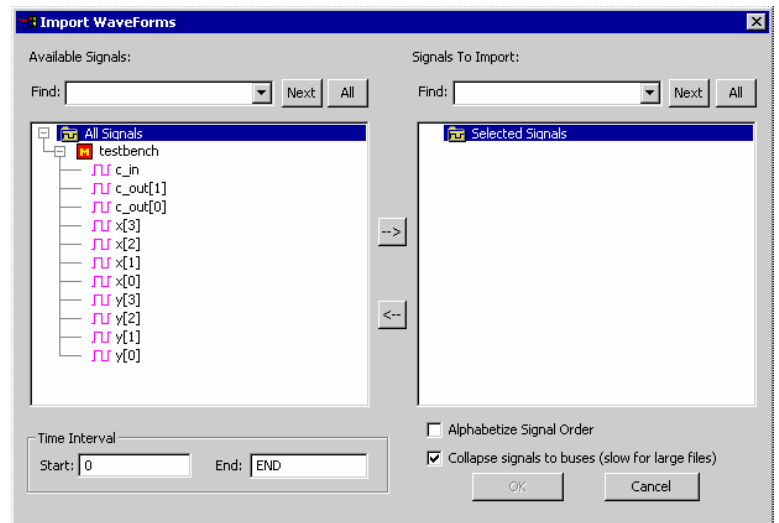 Import WaveForms
Available Signals:
Signals To Import:
Find:
Next
All
Find:
Next
All
All Signals
M testbench
c_in
c_out[1]
c_out[0]
x[3]
x[2]
x[1]
x[0]
y[3]
y[2]
y[1]
y[0]
-->
<--
Selected Signals
Time Interval
Start: 0
End: END
Alphabetize Signal Order
Collapse signals to buses (slow for large files)
OK
Cancel